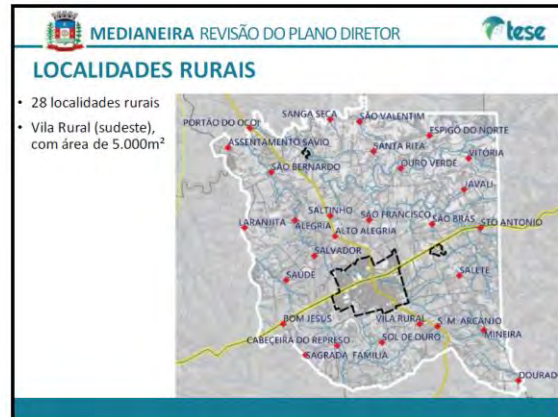 MEDIANEIRA REVISÃO DO PLANO DIRETOR
tese
LOCALIDADES RURAIS
• 28 localidades rurais
• Vila Rural (sudeste),
com área de 5.000m²
SANGA SECA
SÃO VALENTIM
PORTÃO DO OCOÍ
ESPIGÃO DO NORTE
ASSENTAMENTO SÁVIO
SANTA RITA
VITÓRIA
OURO VERDE
SÃO BERNARDO
JAVALI
SALTINHO
SÃO FRANCISCO
SÃO BRÁS
STO ANTONIO
LARANJITA
ALEGRIA
ALTO ALEGRIA
SALVADOR
SAÚDE
SALETE
BOM JESUS
VILA RURAL
S. M. ARCANJO
MINEIRA
CABECEIRA DO REPRESO
SOL DE OURO
SAGRADA FAMILIA
DOURADO